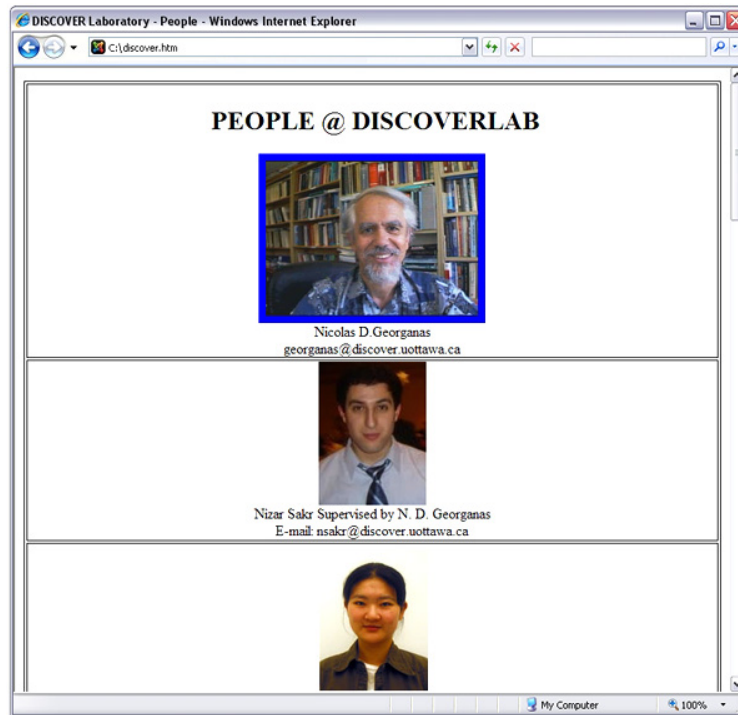 DISCOVER Laboratory - People - Windows Internet Explorer
C:\discover.htm
PEOPLE @ DISCOVERLAB
Nicolas D.Georganas
georganas@discover.uottawa.ca
Nizar Sakr Supervised by N. D. Georganas
E-mail: nsakr@discover.uottawa.ca
My Computer
100%